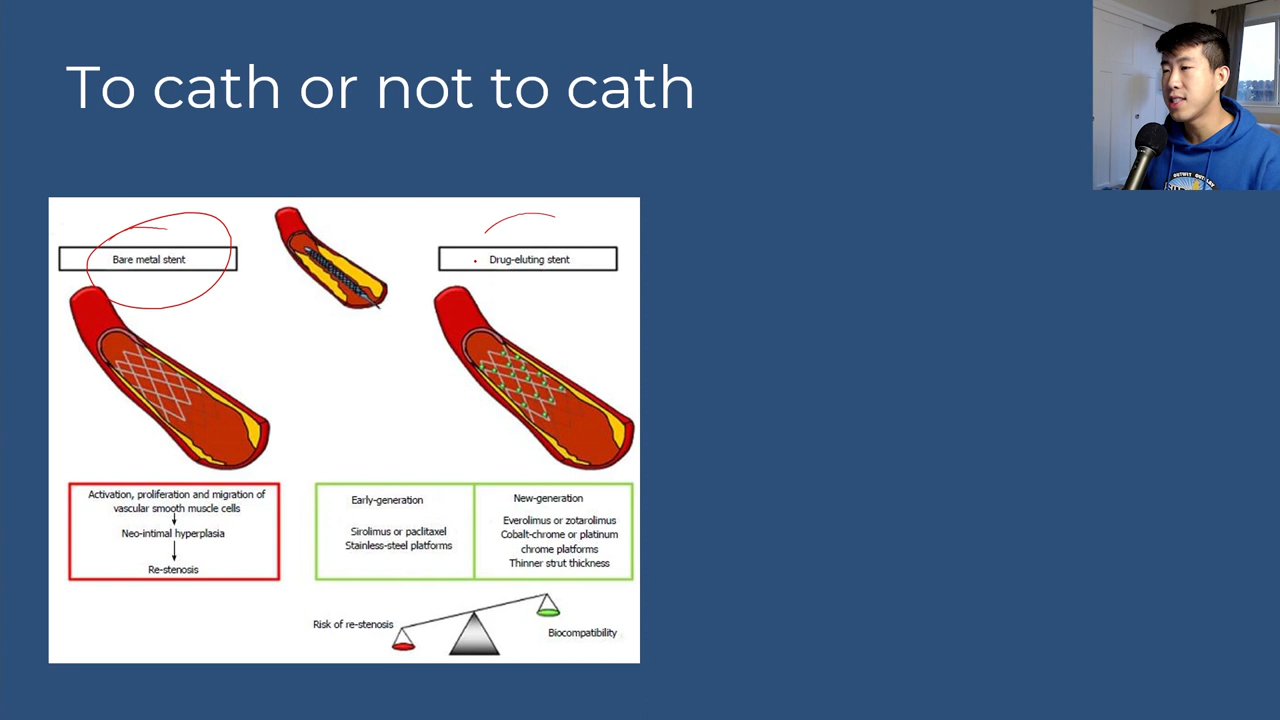 To cath or not to cath
Bare metal stent
Drug-eluting stent
Activation, proliferation and migration of
vascular smooth muscle cells
Neo-intimal hyperplasia
Re-stenosis
Early-generation
Sirolimus or paclitaxel
Stainless-steel platforms
New-generation
Everolimus or zotarolimus
Cobalt-chrome or platinum
chrome platforms
Thinner strut thickness
Risk of re-stenosis
Biocompatibility